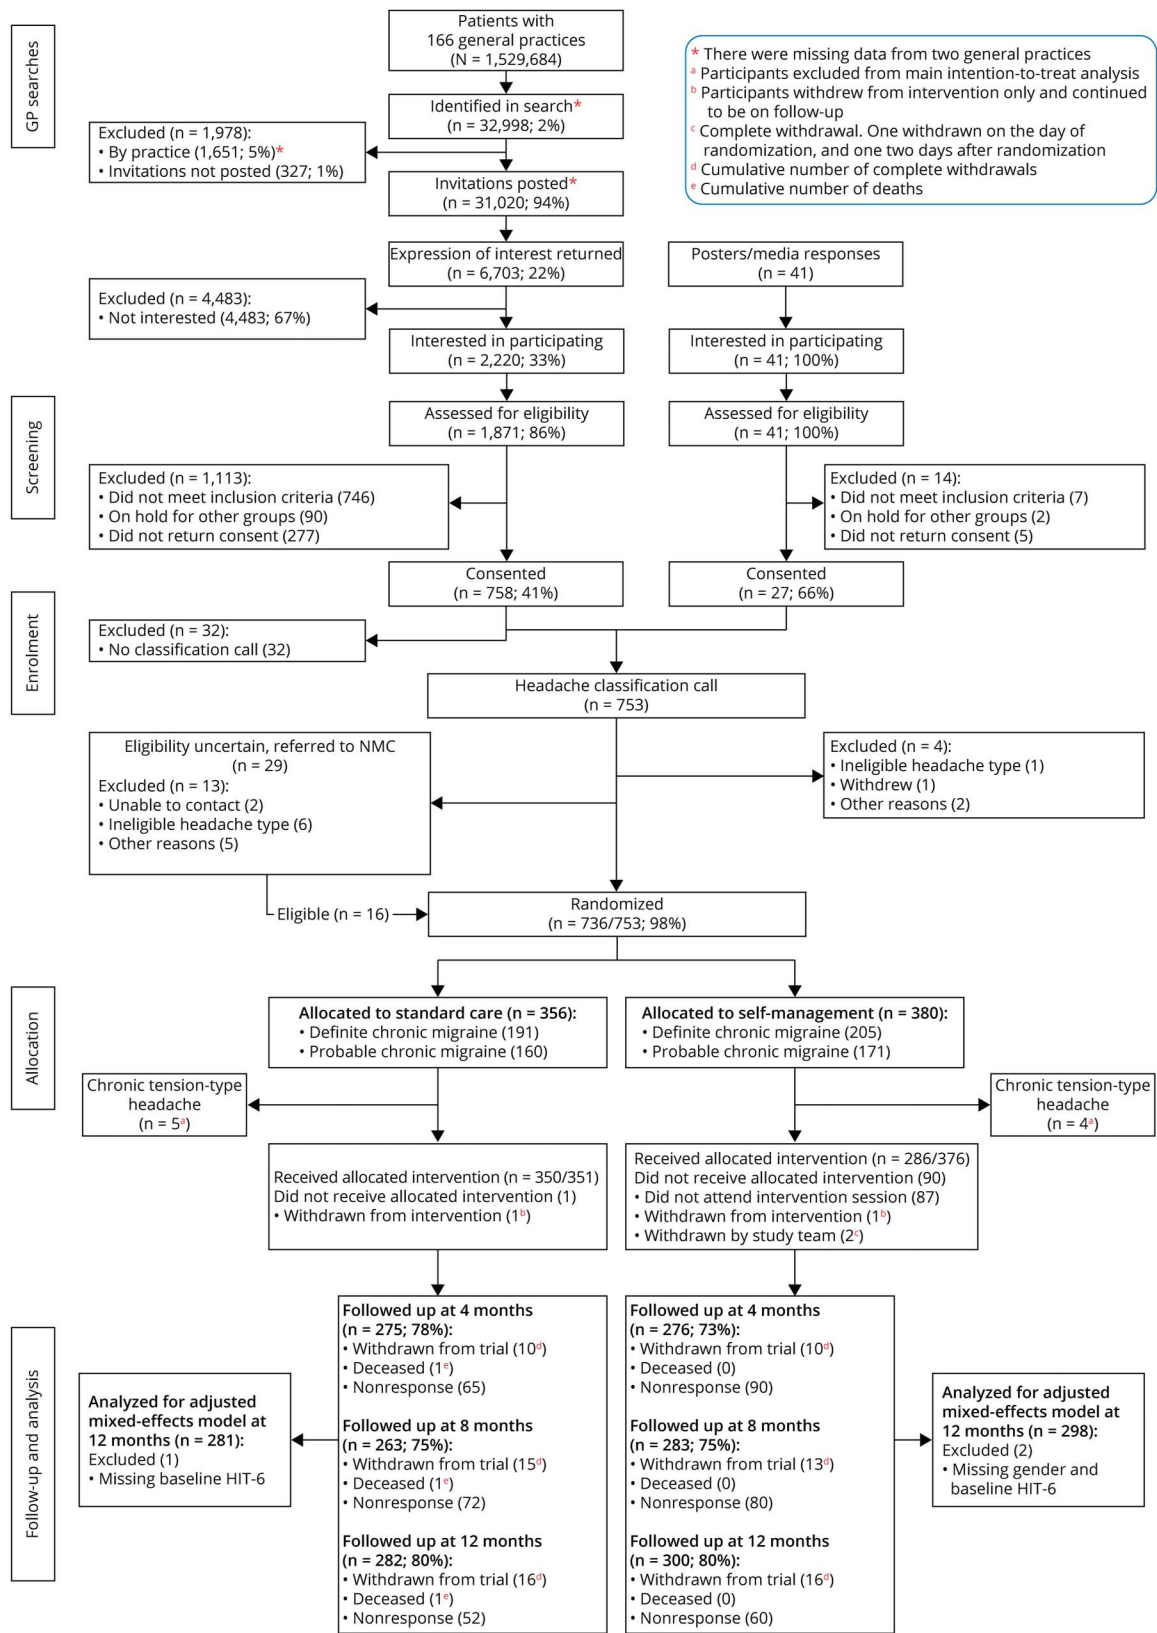 GP searches
Patients with
166 general practices
(N = 1,529,684)
* There were missing data from two general practices
a Participants excluded from main intention-to-treat analysis
b Participants withdrew from intervention only and continued
to be on follow-up
c Complete withdrawal. One withdrawn on the day of
randomization, and one two days after randomization
d Cumulative number of complete withdrawals
e Cumulative number of deaths
Identified in search*
(n = 32,998; 2%)
Excluded (n = 1,978):
• By practice (1,651; 5%)*
• Invitations not posted (327; 1%)
Invitations posted*
(n = 31,020; 94%)
Expression of interest returned
(n = 6,703; 22%)
Posters/media responses
(n = 41)
Excluded (n = 4,483):
• Not interested (4,483; 67%)
Interested in participating
(n = 2,220; 33%)
Interested in participating
(n = 41; 100%)
Screening
Assessed for eligibility
(n = 1,871; 86%)
Assessed for eligibility
(n = 41; 100%)
Excluded (n = 1,113):
• Did not meet inclusion criteria (746)
• On hold for other groups (90)
• Did not return consent (277)
Excluded (n = 14):
• Did not meet inclusion criteria (7)
• On hold for other groups (2)
• Did not return consent (5)
Consented
(n = 758; 41%)
Consented
(n = 27; 66%)
Enrolment
Excluded (n = 32):
• No classification call (32)
Headache classification call
(n = 753)
Eligibility uncertain, referred to NMC
(n = 29)
Excluded (n = 13):
• Unable to contact (2)
• Ineligible headache type (6)
• Other reasons (5)
Excluded (n = 4):
• Ineligible headache type (1)
• Withdrew (1)
• Other reasons (2)
Eligible (n = 16)
Randomized
(n = 736/753; 98%)
Allocation
Allocated to standard care (n = 356):
• Definite chronic migraine (191)
• Probable chronic migraine (160)
Allocated to self-management (n = 380):
• Definite chronic migraine (205)
• Probable chronic migraine (171)
Chronic tension-type
headache
(n = 5a)
Chronic tension-type
headache
(n = 4a)
Received allocated intervention (n = 350/351)
Did not receive allocated intervention (1)
• Withdrawn from intervention (1b)
Received allocated intervention (n = 286/376)
Did not receive allocated intervention (90)
• Did not attend intervention session (87)
• Withdrawn from intervention (1b)
• Withdrawn by study team (2c)
Follow-up and analysis
Analyzed for adjusted
mixed-effects model at
12 months (n = 281):
Excluded (1)
• Missing baseline HIT-6
Followed up at 4 months
(n = 275; 78%):
• Withdrawn from trial (10d)
• Deceased (1e)
• Nonresponse (65)
Followed up at 8 months
(n = 263; 75%):
• Withdrawn from trial (15d)
• Deceased (1e)
• Nonresponse (72)
Followed up at 12 months
(n = 282; 80%):
• Withdrawn from trial (16d)
• Deceased (1e)
• Nonresponse (52)
Followed up at 4 months
(n = 276; 73%):
• Withdrawn from trial (10d)
• Deceased (0)
• Nonresponse (90)
Followed up at 8 months
(n = 283; 75%):
• Withdrawn from trial (13d)
• Deceased (0)
• Nonresponse (80)
Followed up at 12 months
(n = 300; 80%):
• Withdrawn from trial (16d)
• Deceased (0)
• Nonresponse (60)
Analyzed for adjusted
mixed-effects model at
12 months (n = 298):
Excluded (2)
• Missing gender and
baseline HIT-6